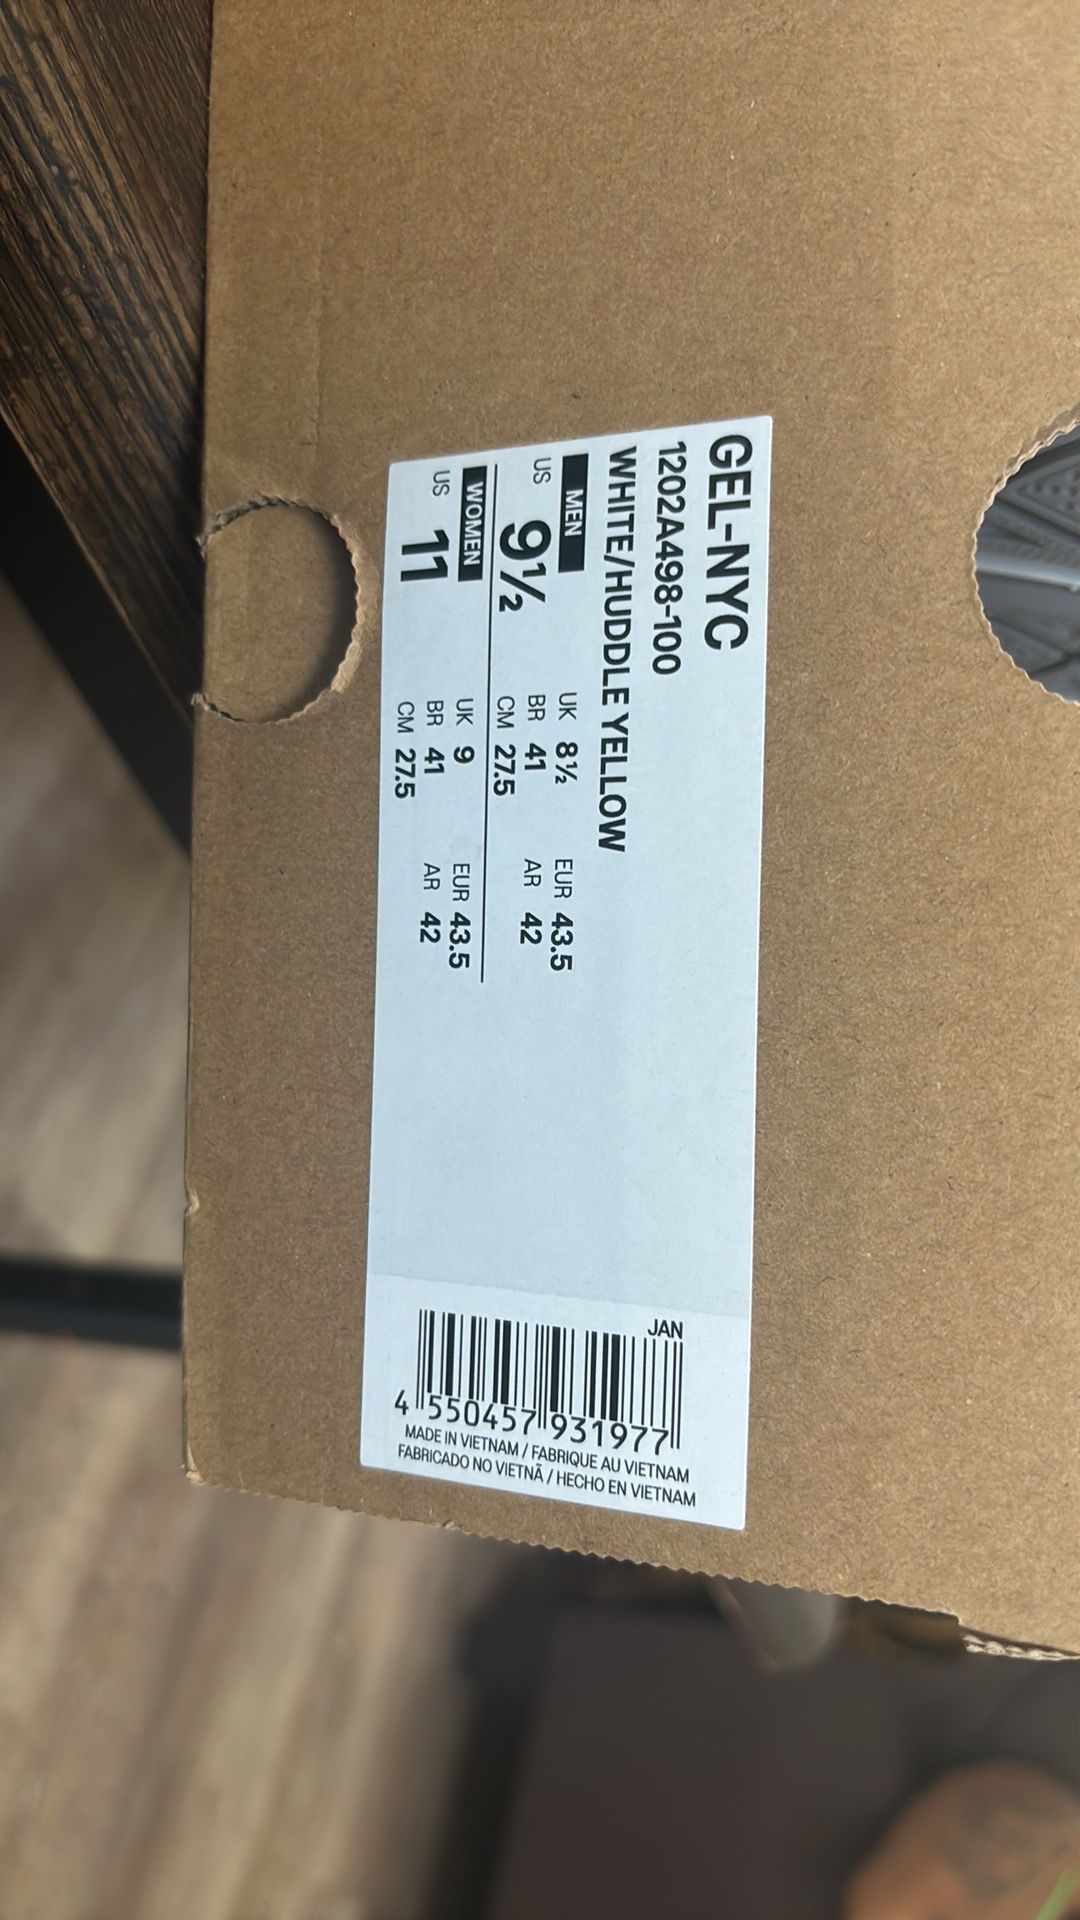 GEL-NYC
1202A498-100
WHITE/HUDDLE YELLOW
MEN
US 9½
UK 8½ EUR 43.5
BR 41 AR 42
CM 27.5
WOMEN
US 11
UK 9 EUR 43.5
BR 41 AR 42
CM 27.5
JAN
4 550457 931977
MADE IN VIETNAM / FABRIQUE AU VIETNAM
FABRICADO NO VIETNÃ / HECHO EN VIETNAM